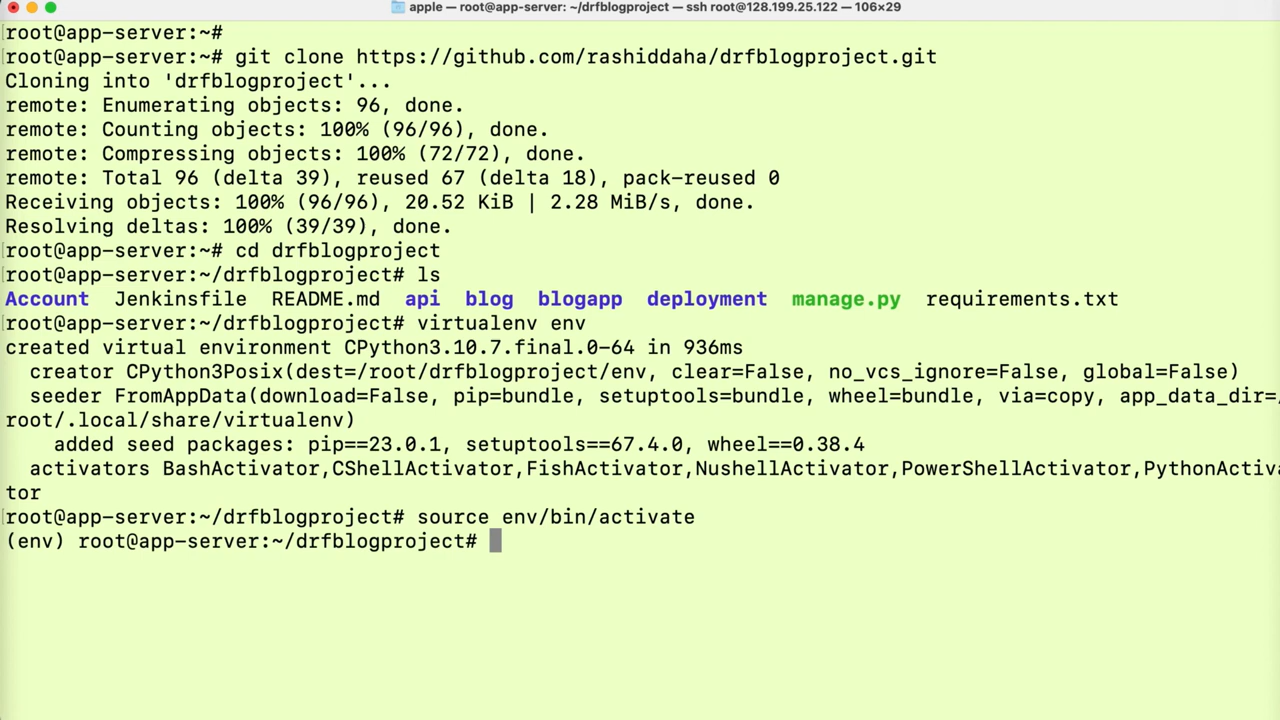 apple — root@app-server: ~/drfblogproject — ssh root@128.199.25.122 — 106×29
root@app-server:~#
root@app-server:~# git clone https://github.com/rashiddaha/drfblogproject.git
Cloning into 'drfblogproject'...
remote: Enumerating objects: 96, done.
remote: Counting objects: 100% (96/96), done.
remote: Compressing objects: 100% (72/72), done.
remote: Total 96 (delta 39), reused 67 (delta 18), pack-reused 0
Receiving objects: 100% (96/96), 20.52 KiB | 2.28 MiB/s, done.
Resolving deltas: 100% (39/39), done.
root@app-server:~# cd drfblogproject
root@app-server:~/drfblogproject# ls
Account  Jenkinsfile  README.md  api  blog  blogapp  deployment  manage.py  requirements.txt
root@app-server:~/drfblogproject# virtualenv env
created virtual environment CPython3.10.7.final.0-64 in 936ms
  creator CPython3Posix(dest=/root/drfblogproject/env, clear=False, no_vcs_ignore=False, global=False)
  seeder FromAppData(download=False, pip=bundle, setuptools=bundle, wheel=bundle, via=copy, app_data_dir=/
root/.local/share/virtualenv)
    added seed packages: pip==23.0.1, setuptools==67.4.0, wheel==0.38.4
  activators BashActivator,CShellActivator,FishActivator,NushellActivator,PowerShellActivator,PythonActiva
tor
root@app-server:~/drfblogproject# source env/bin/activate
(env) root@app-server:~/drfblogproject#